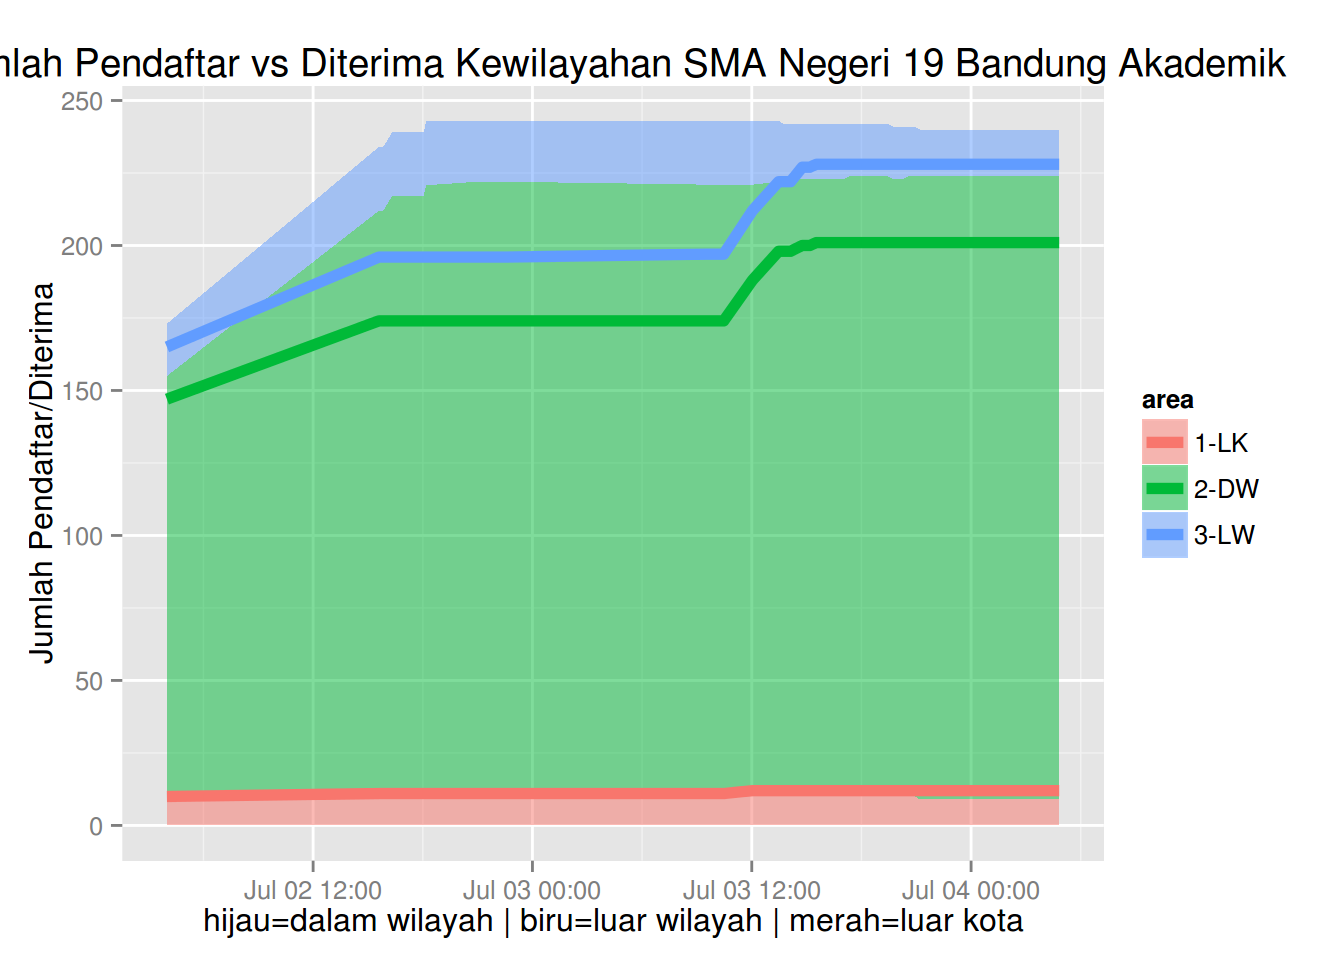 mlah Pendaftar vs Diterima Kewilayahan SMA Negeri 19 Bandung Akademik
250
200
150
100
50
0
Jumlah Pendaftar/Diterima
area
1-LK
2-DW
3-LW
Jul 02 12:00
Jul 03 00:00
Jul 03 12:00
Jul 04 00:00
hijau=dalam wilayah | biru=luar wilayah | merah=luar kota